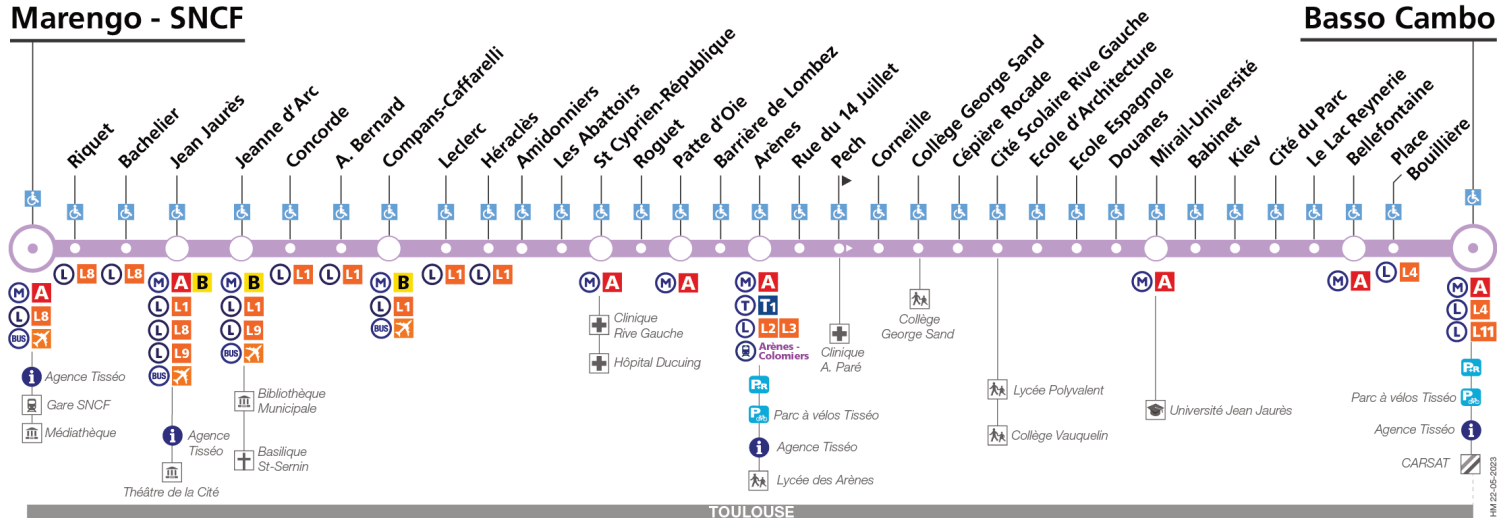 Marengo - SNCF
Basso Cambo
Riquet
Bachelier
Jean Jaurès
Jeanne d'Arc
Concorde
A. Bernard
Compans-Caffarelli
Leclerc
Héraclès
Amidonniers
Les Abattoirs
St Cyprien-République
Roguet
Patte d'Oie
Barrière de Lombez
Arènes
Rue du 14 Juillet
Pech
Corneille
Collège George Sand
Cépière Rocade
Cité Scolaire Rive Gauche
Ecole d'Architecture
Ecole Espagnole
Douanes
Mirail-Université
Babinet
Kiev
Cité du Parc
Le Lac Reynerie
Bellefontaine
Place
Bouillière
M A
L L8
BUS
i Agence Tisséo
Gare SNCF
Médiathèque
L L8
L L8
M A B
L L1
L L8
L L9
BUS
i Agence
Tisséo
Théâtre de la Cité
M B
L L1
L L9
BUS
Bibliothèque
Municipale
Basilique
St-Sernin
L L1
L L1
M B
L L1
BUS
L L1
L L1
M A
Clinique
Rive Gauche
Hôpital Ducuing
M A
M A
T T1
L L2 L3
Arènes -
Colomiers
P+R
P Parc à vélos Tisséo
i Agence Tisséo
Lycée des Arènes
Clinique
A. Paré
Collège
George Sand
Lycée Polyvalent
Collège Vauquelin
M A
Université Jean Jaurès
M A
L L4
M A
L L4
L L11
P+R
Parc à vélos Tisséo P
Agence Tisséo i
CARSAT
HM 22-05-2023
TOULOUSE